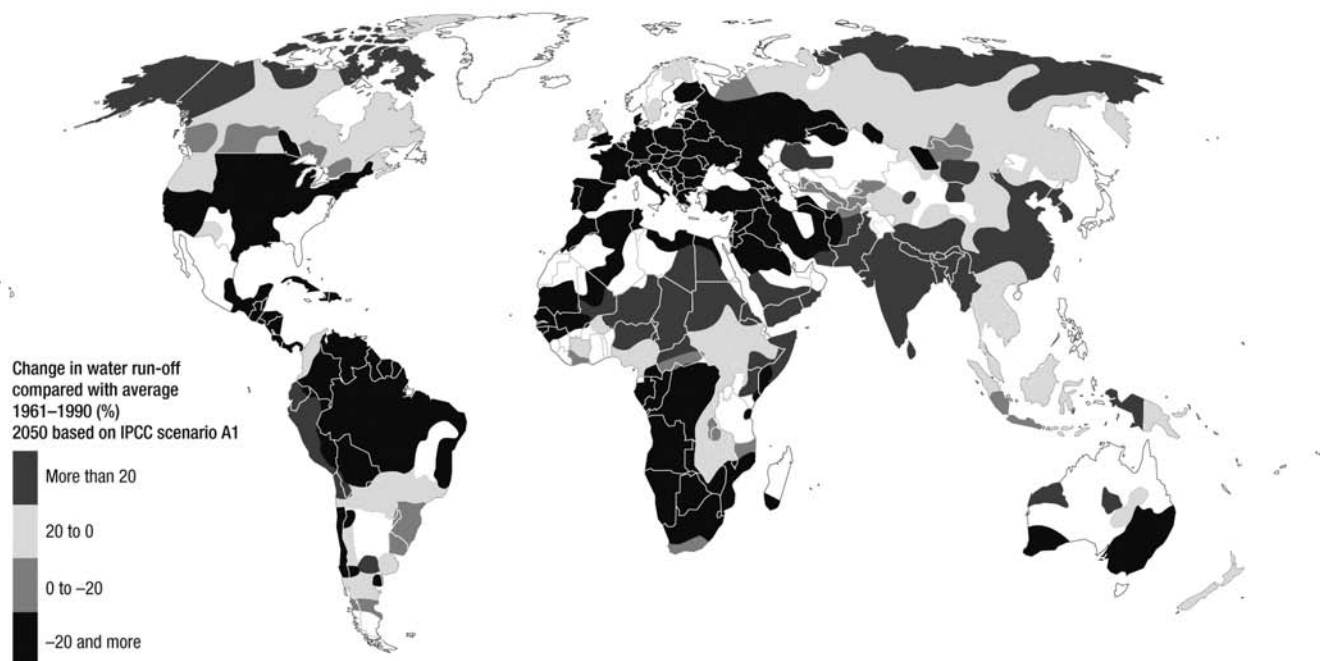 Change in water run-off
compared with average
1961–1990 (%)
2050 based on IPCC scenario A1
More than 20
20 to 0
0 to –20
–20 and more